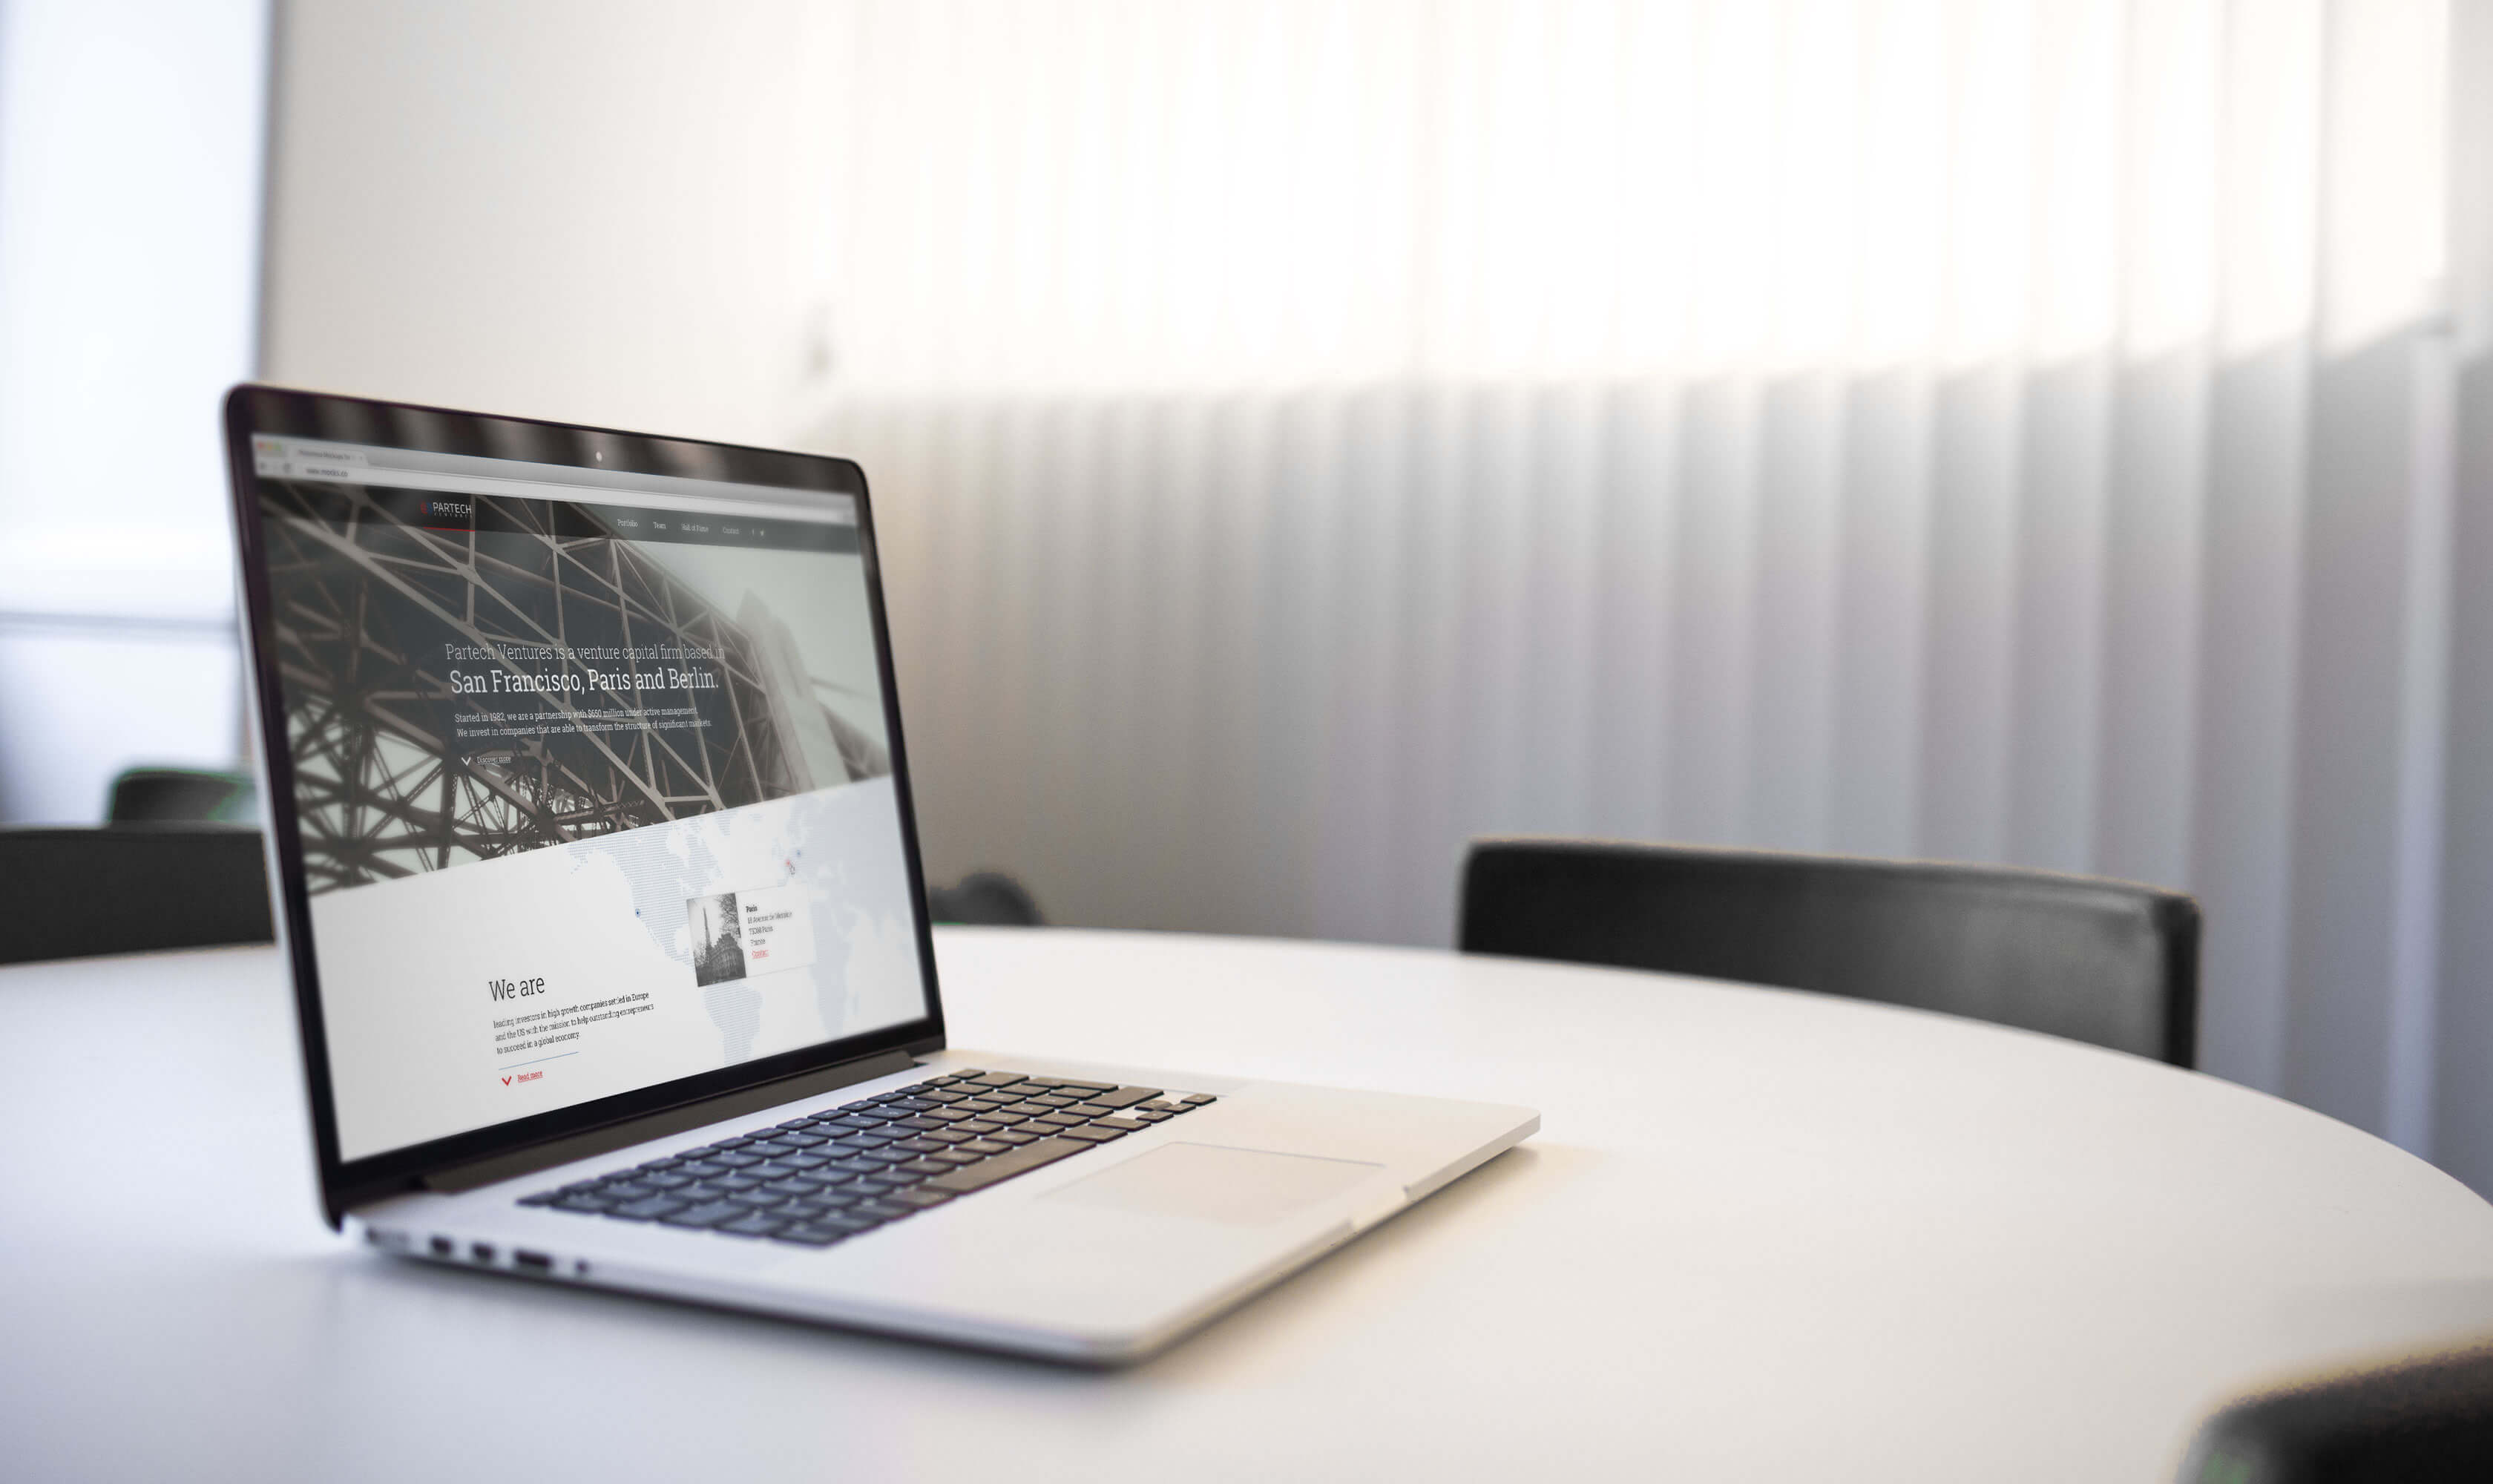 PARTECH
VENTURES
Portfolio Team Hall of Fame Contact
Partech Ventures is a venture capital firm based in
San Francisco, Paris and Berlin.
Started in 1982, we are a partnership with $660 million under active management.
We invest in companies that are able to transform the structure of significant markets.
Discover more
Paris
75116 Paris
France
Contact
We are
leading investors in high growth companies settled in Europe
and the US with the mission to help outstanding entrepreneurs
to succeed in a global economy.
Read more